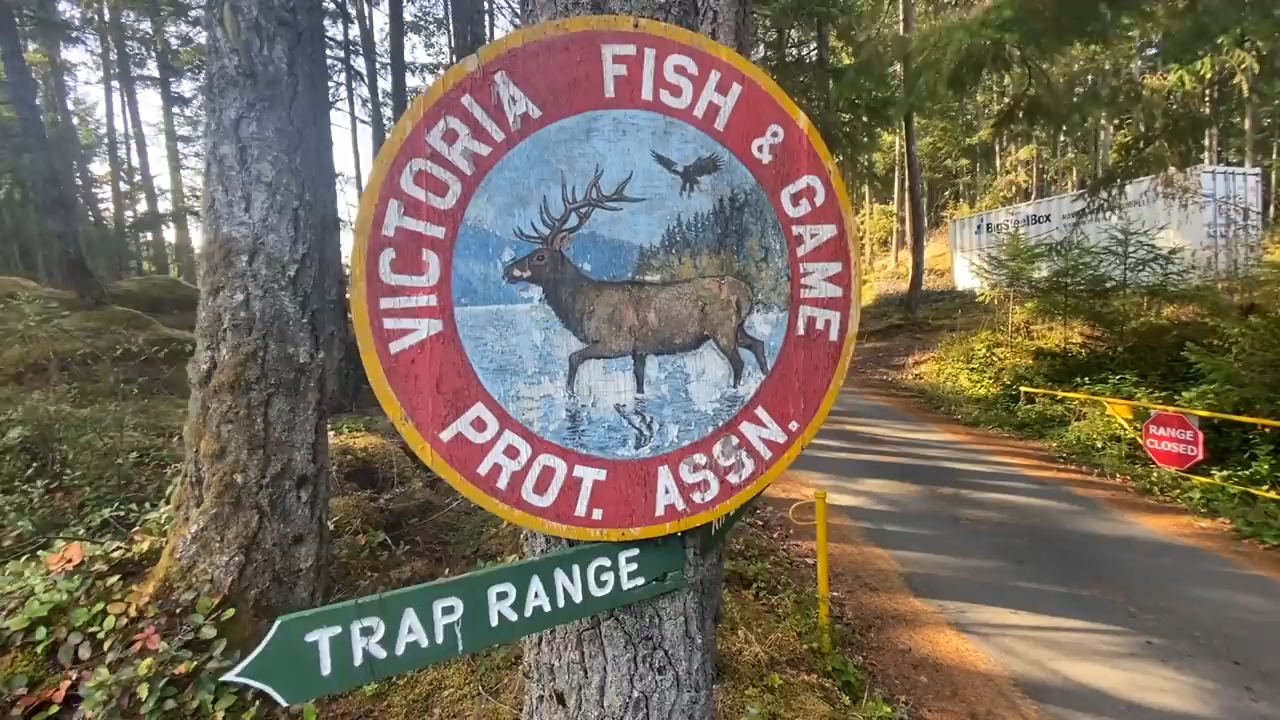 VICTORIA FISH & GAME
PROT. ASSN.
TRAP RANGE
BigSteelBox
RANGE
CLOSED